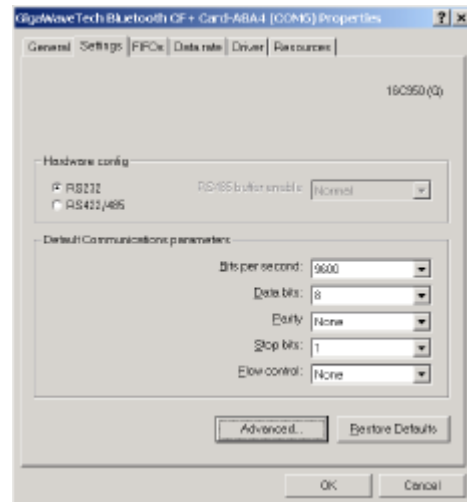 GigaWaveTech Bluetooth CF+ Card-ABA4 (COM5) Properties
General Settings FIFOs Data rate Driver Resources
16C950 (Q)
Hardware config
RS232 RS485 buffer enable: Normal
RS422/485
Default Communications parameters
Bits per second: 9600
Data bits: 8
Parity None
Stop bits: 1
Flow control: None
Advanced... Restore Defaults
OK Cancel